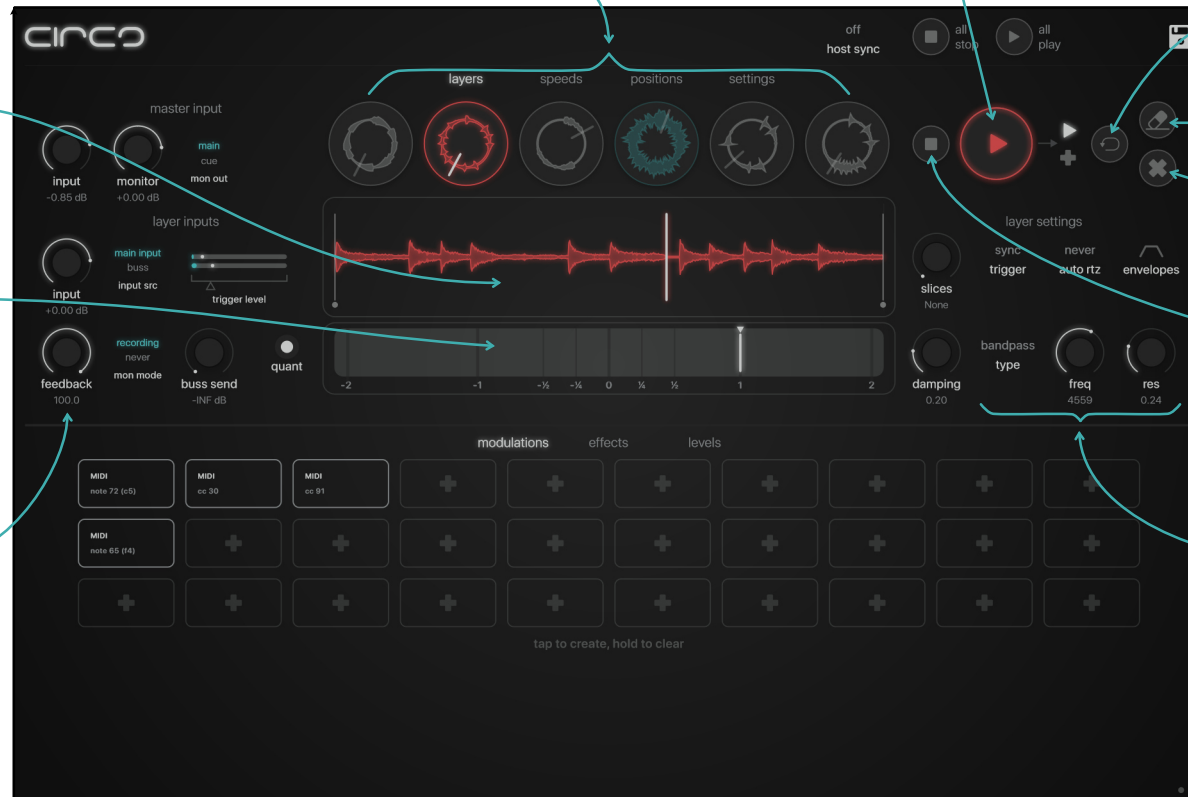 circo
off
host sync
all
stop
all
play
layers
speeds
positions
settings
master input
input
-0.85 dB
monitor
+0.00 dB
main
cue
mon out
layer inputs
input
+0.00 dB
main input
buss
input src
trigger level
feedback
100.0
recording
never
mon mode
buss send
-INF dB
quant
-2
-1
-½
-¼
0
¼
½
1
2
layer settings
slices
None
sync
trigger
never
auto rtz
envelopes
damping
0.20
bandpass
type
freq
4559
res
0.24
modulations
effects
levels
MIDI
note 72 (c5)
MIDI
cc 30
MIDI
cc 91
MIDI
note 65 (f4)
tap to create, hold to clear